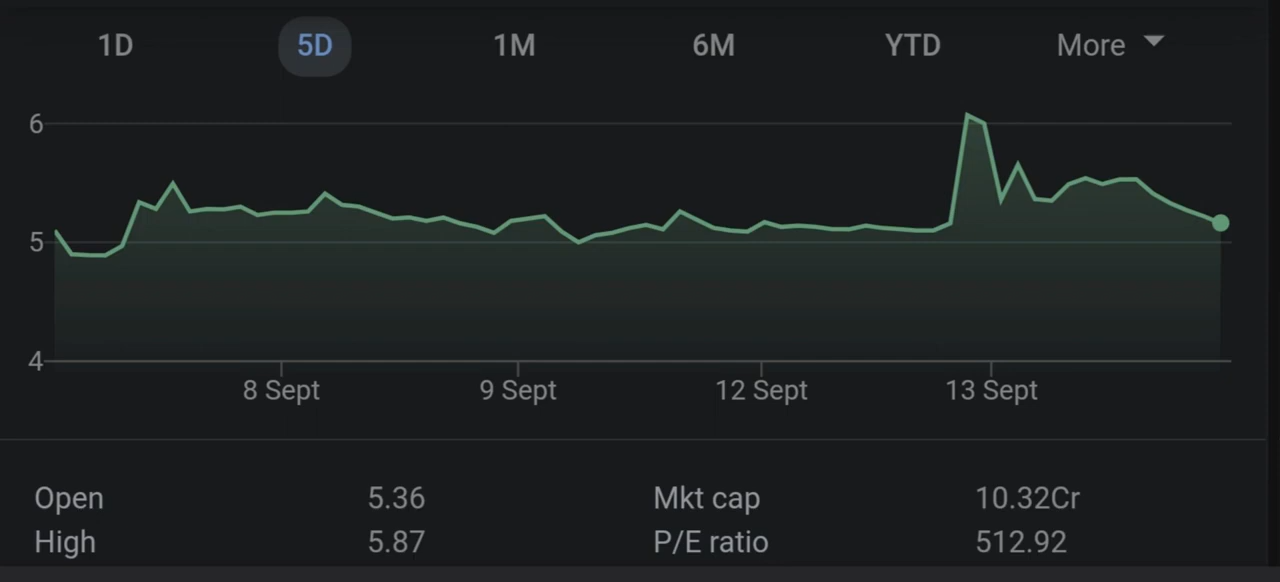 1D 5D 1M 6M YTD More
6
5
4
8 Sept 9 Sept 12 Sept 13 Sept
Open 5.36 Mkt cap 10.32Cr
High 5.87 P/E ratio 512.92